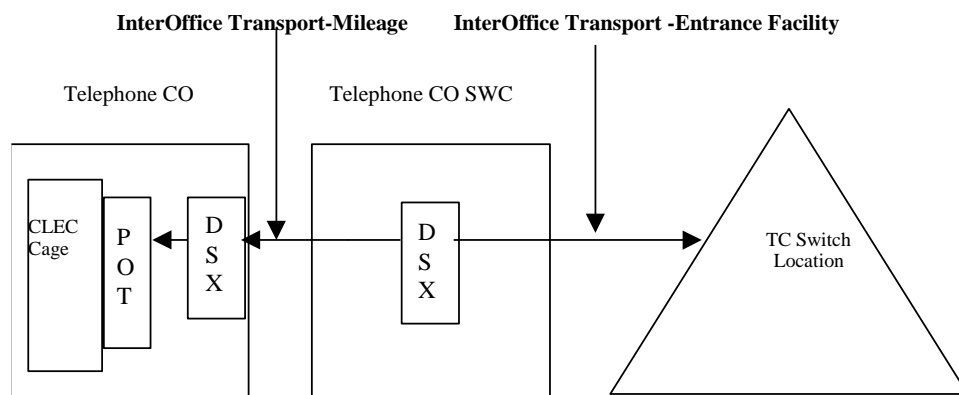 InterOffice Transport-Mileage
InterOffice Transport -Entrance Facility
Telephone CO
Telephone CO SWC
CLEC
Cage
P
O
T
D
S
X
D
S
X
TC Switch
Location